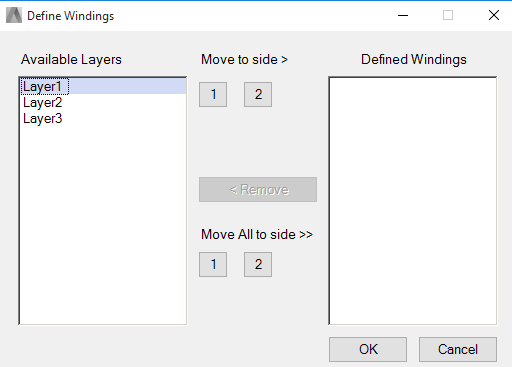 Define Windings
Available Layers
Layer1
Layer2
Layer3
Move to side >
1 2
< Remove
Move All to side >>
1 2
Defined Windings
OK Cancel